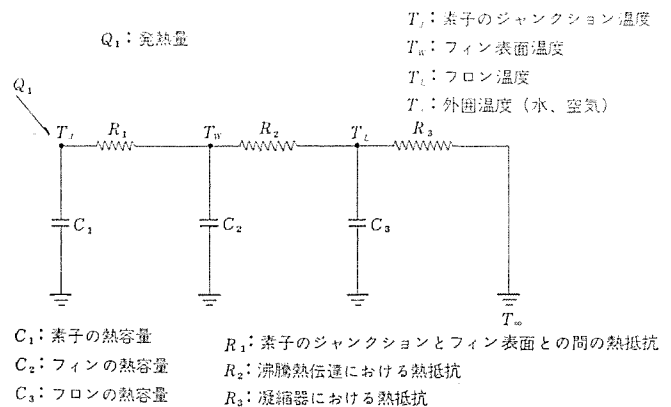 Q₁：発熱量
T_J：素子のジャンクション温度
T_W：フィン表面温度
T_L：フロン温度
T_∞：外囲温度（水、空気）
Q₁
T_J R₁ T_W R₂ T_L R₃
C₁ C₂ C₃
T_∞
C₁：素子の熱容量
C₂：フィンの熱容量
C₃：フロンの熱容量
R₁：素子のジャンクションとフィン表面との間の熱抵抗
R₂：沸騰熱伝達における熱抵抗
R₃：凝縮器における熱抵抗